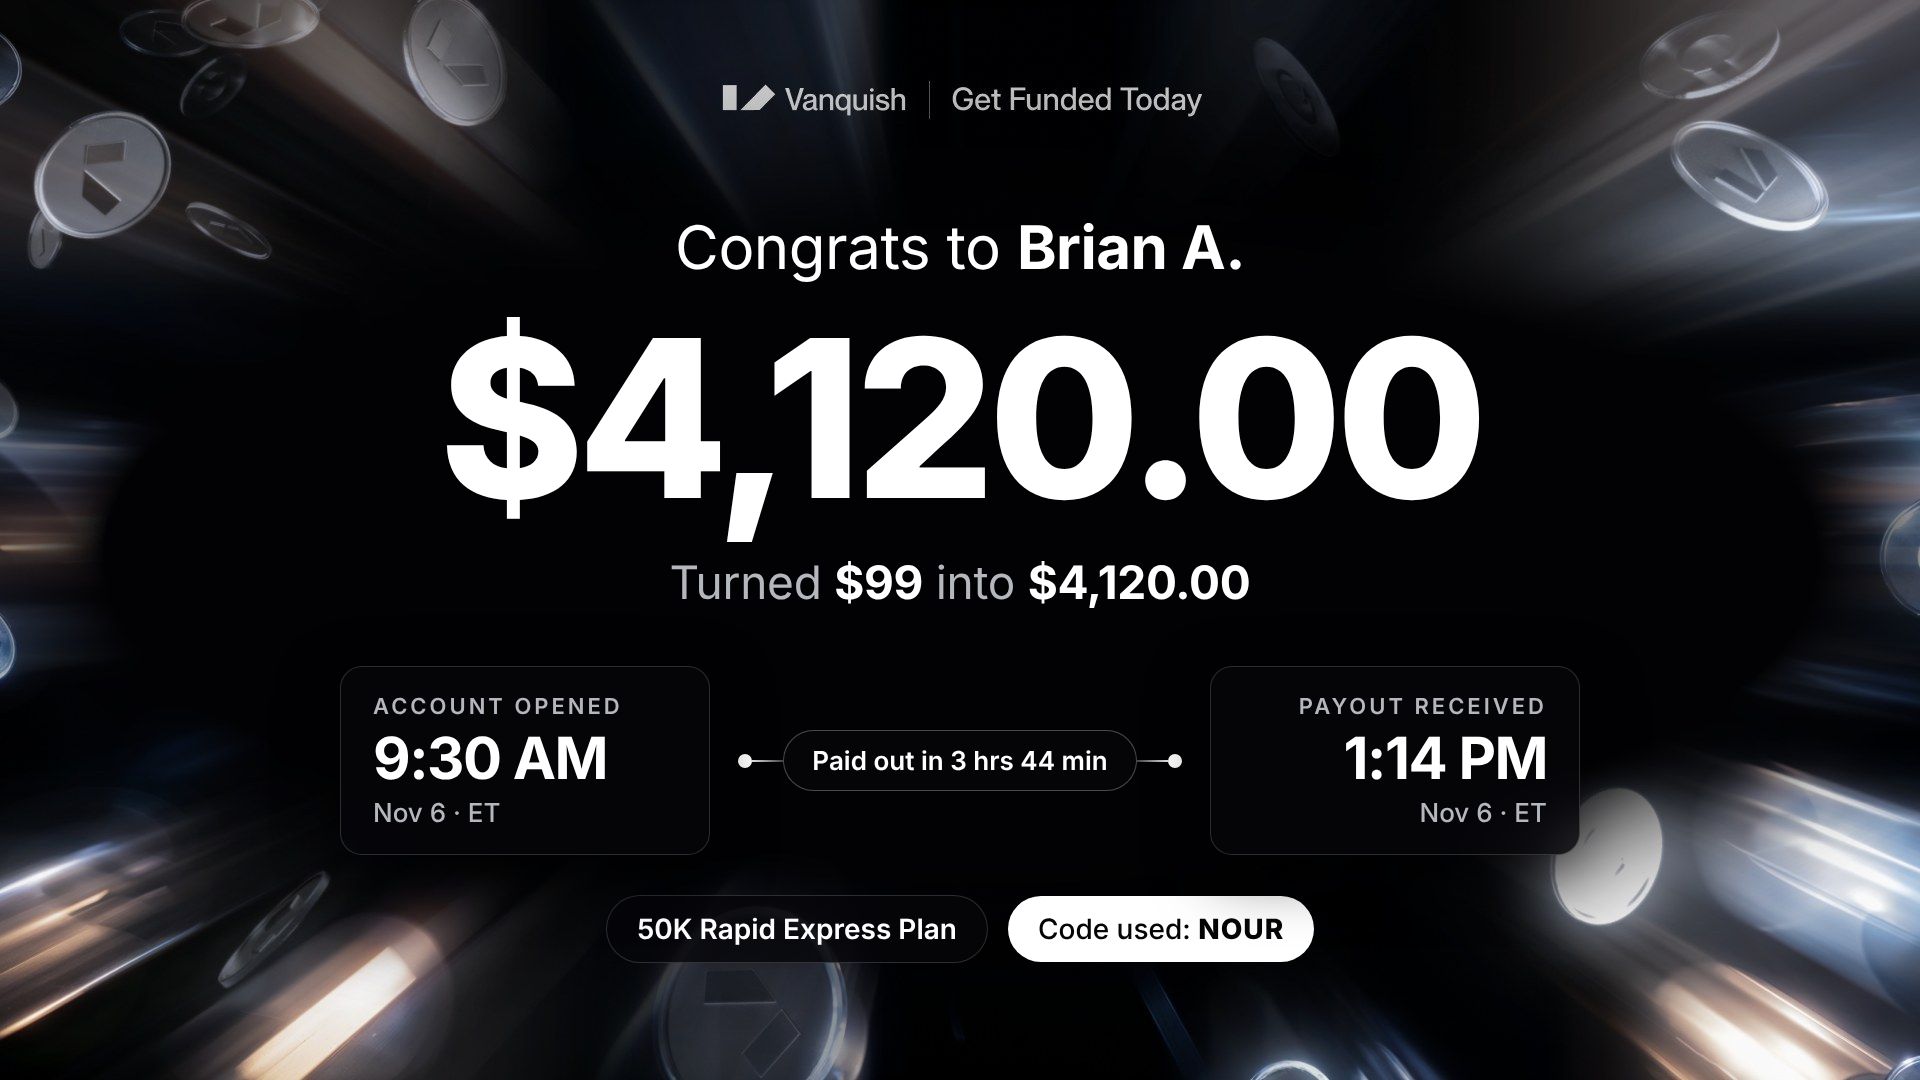 Vanquish | Get Funded Today
Congrats to Brian A.
$4,120.00
Turned $99 into $4,120.00
ACCOUNT OPENED
9:30 AM
Nov 6 · ET
Paid out in 3 hrs 44 min
PAYOUT RECEIVED
1:14 PM
Nov 6 · ET
50K Rapid Express Plan
Code used: NOUR